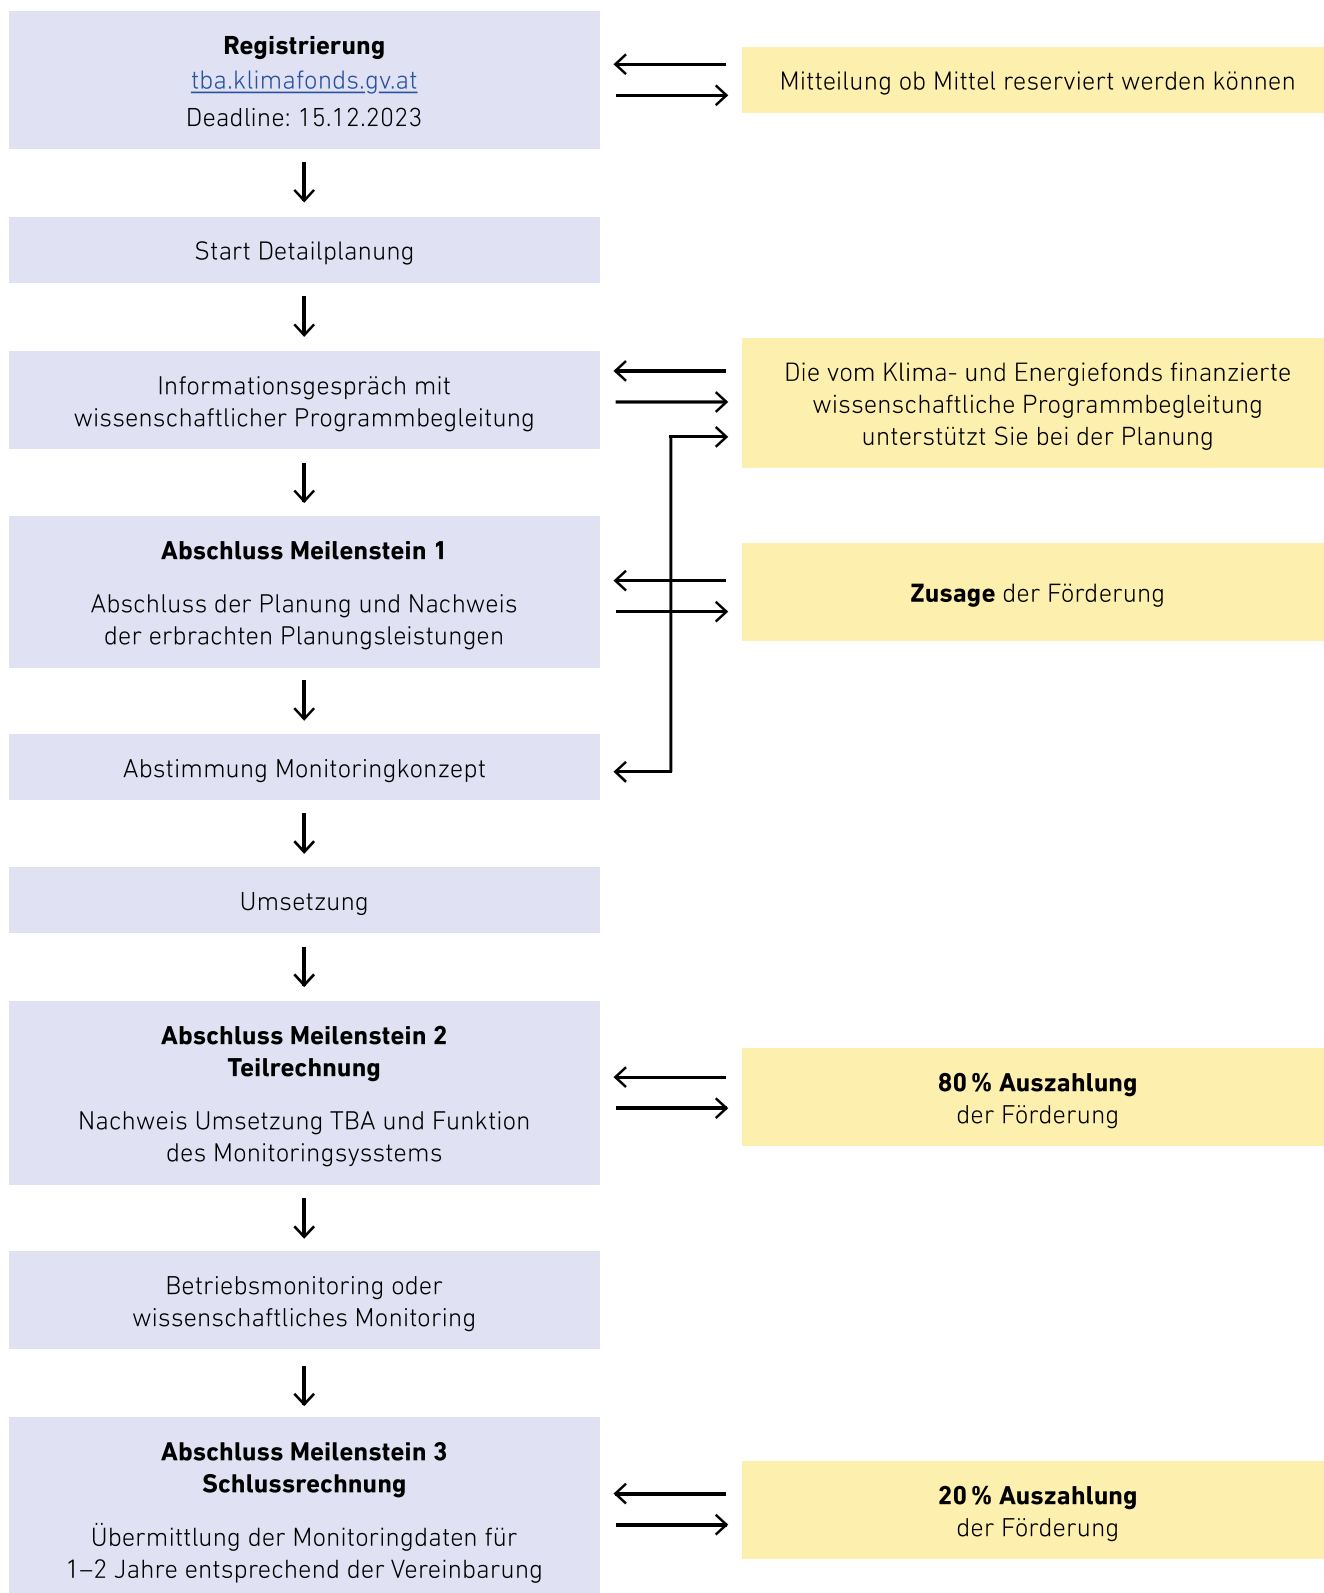 Registrierung
tba.klimafonds.gv.at
Deadline: 15.12.2023
Mitteilung ob Mittel reserviert werden können
Start Detailplanung
Informationsgespräch mit
wissenschaftlicher Programmbegleitung
Die vom Klima- und Energiefonds finanzierte
wissenschaftliche Programmbegleitung
unterstützt Sie bei der Planung
Abschluss Meilenstein 1
Abschluss der Planung und Nachweis
der erbrachten Planungsleistungen
Zusage der Förderung
Abstimmung Monitoringkonzept
Umsetzung
Abschluss Meilenstein 2
Teilrechnung
Nachweis Umsetzung TBA und Funktion
des Monitoringsysstems
80 % Auszahlung
der Förderung
Betriebsmonitoring oder
wissenschaftliches Monitoring
Abschluss Meilenstein 3
Schlussrechnung
Übermittlung der Monitoringdaten für
1–2 Jahre entsprechend der Vereinbarung
20 % Auszahlung
der Förderung